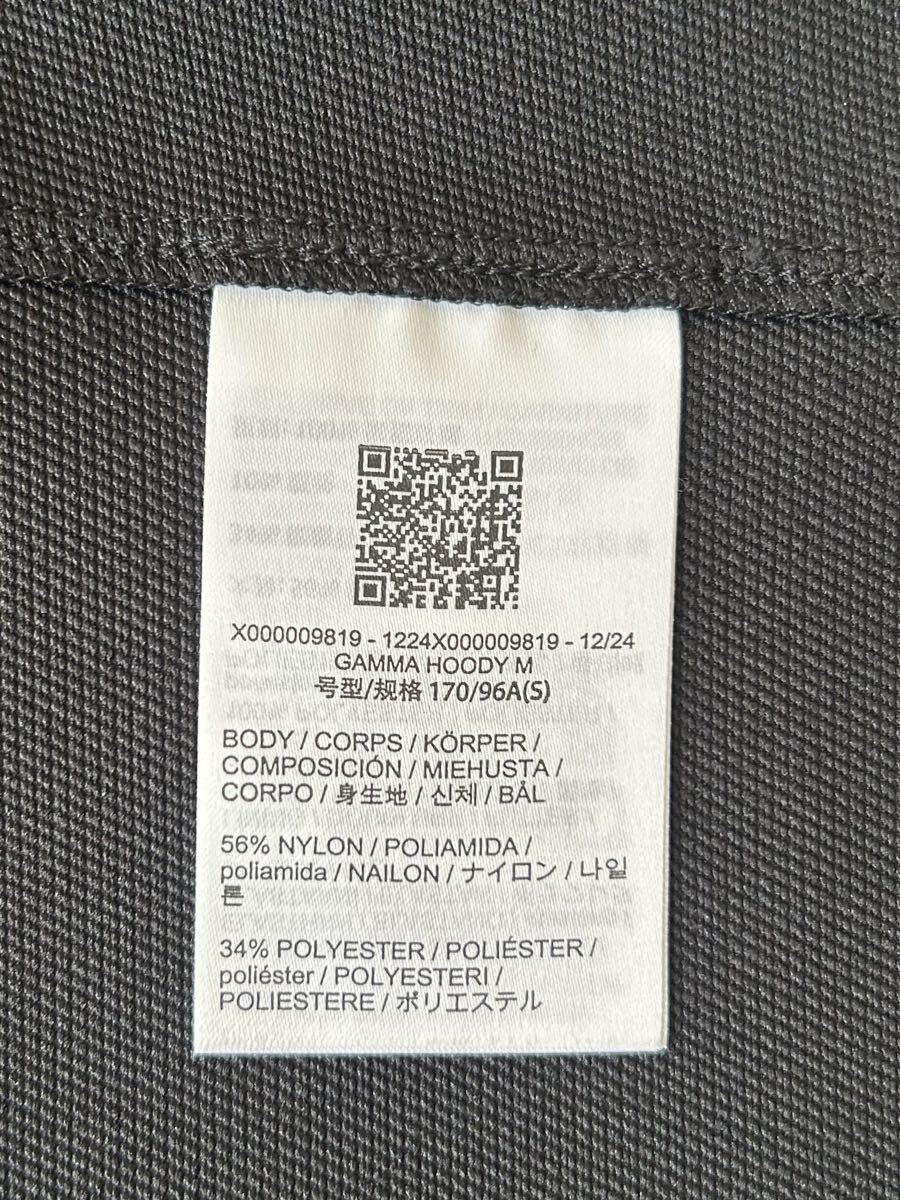 X000009819 - 1224X000009819 - 12/24
GAMMA HOODY M
号型/规格 170/96A(S)
BODY / CORPS / KÖRPER /
COMPOSICIÓN / MIEHUSTA /
CORPO / 身生地 / 신체 / BÅL
56% NYLON / POLIAMIDA /
poliamida / NAILON / ナイロン / 나일
론
34% POLYESTER / POLIÉSTER /
poliéster / POLYESTERI /
POLIESTERE / ポリエステル